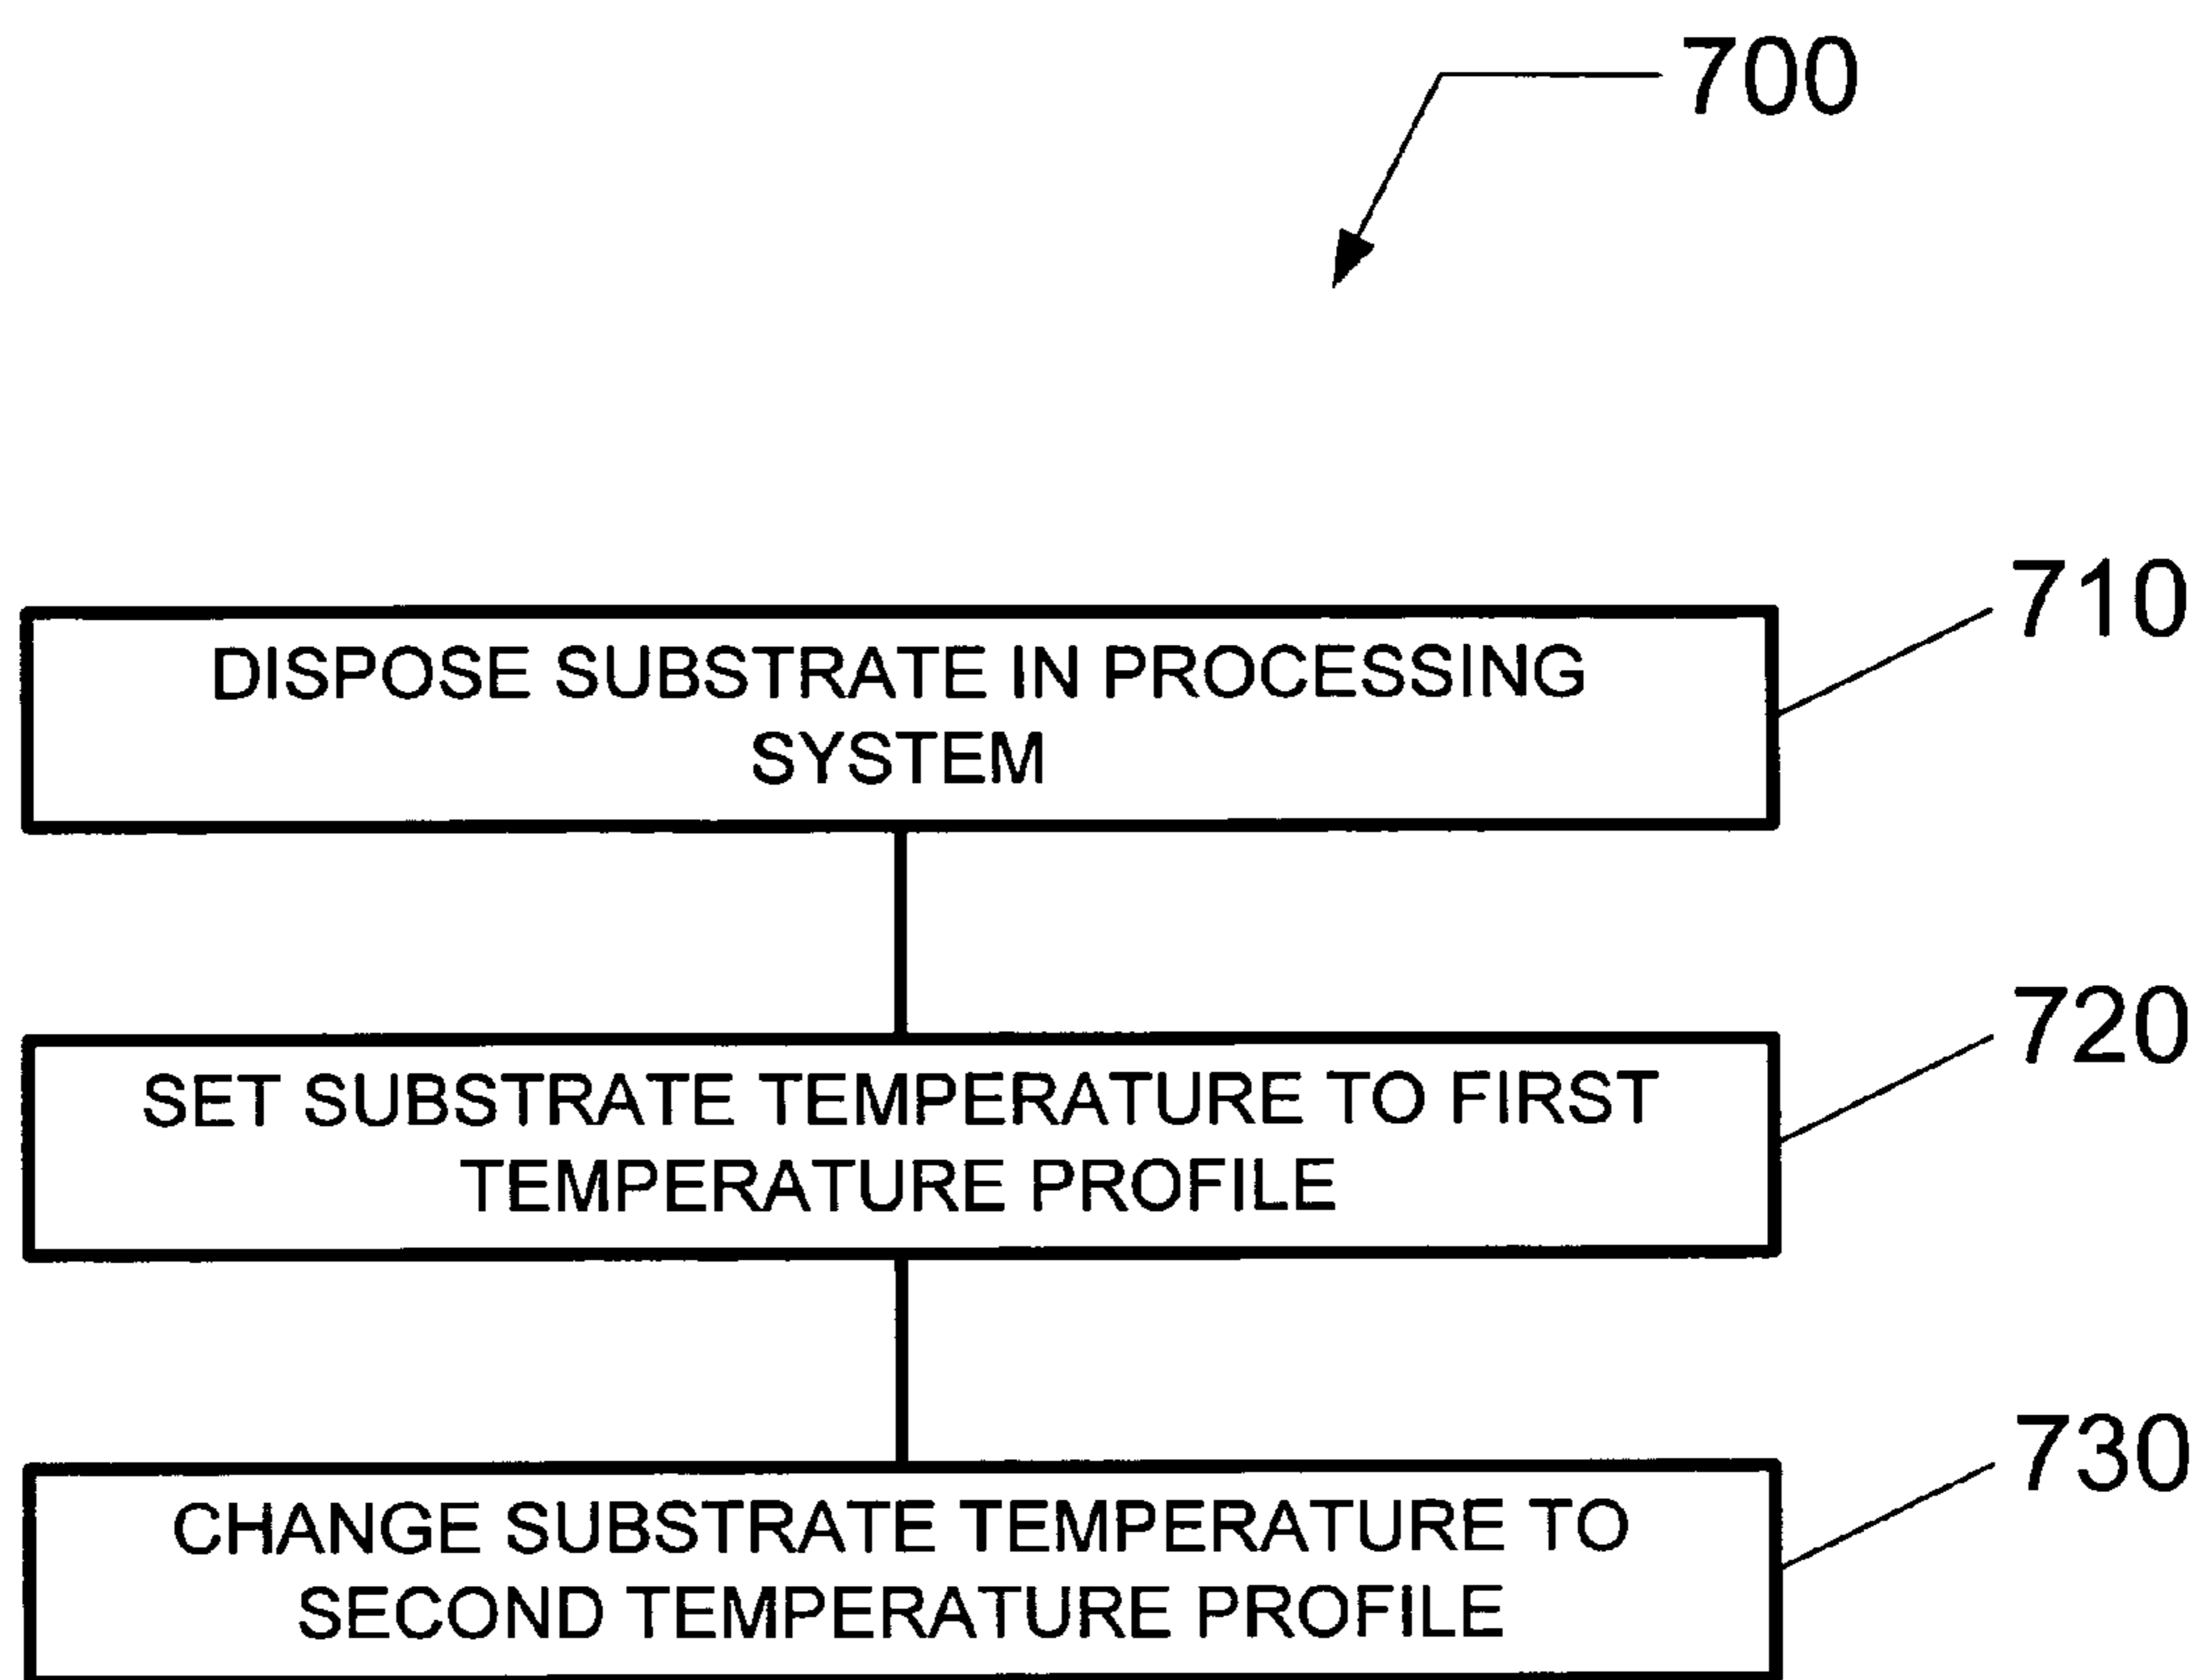 700
710
DISPOSE SUBSTRATE IN PROCESSING
SYSTEM
720
SET SUBSTRATE TEMPERATURE TO FIRST
TEMPERATURE PROFILE
730
CHANGE SUBSTRATE TEMPERATURE TO
SECOND TEMPERATURE PROFILE